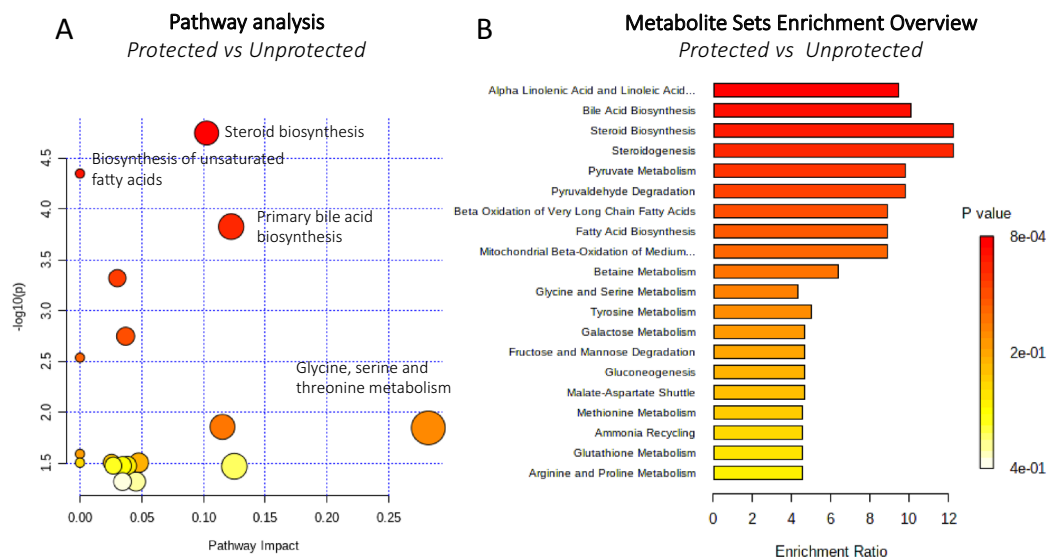 A
Pathway analysis
Protected vs Unprotected
Steroid biosynthesis
Biosynthesis of unsaturated
fatty acids
Primary bile acid
biosynthesis
Glycine, serine and
threonine metabolism
-log10(p)
4.5
4.0
3.5
3.0
2.5
2.0
1.5
0.00 0.05 0.10 0.15 0.20 0.25
Pathway Impact
B
Metabolite Sets Enrichment Overview
Protected vs Unprotected
Alpha Linolenic Acid and Linoleic Acid...
Bile Acid Biosynthesis
Steroid Biosynthesis
Steroidogenesis
Pyruvate Metabolism
Pyruvaldehyde Degradation
Beta Oxidation of Very Long Chain Fatty Acids
Fatty Acid Biosynthesis
Mitochondrial Beta-Oxidation of Medium...
Betaine Metabolism
Glycine and Serine Metabolism
Tyrosine Metabolism
Galactose Metabolism
Fructose and Mannose Degradation
Gluconeogenesis
Malate-Aspartate Shuttle
Methionine Metabolism
Ammonia Recycling
Glutathione Metabolism
Arginine and Proline Metabolism
0 2 4 6 8 10 12
Enrichment Ratio
P value
8e-04
2e-01
4e-01